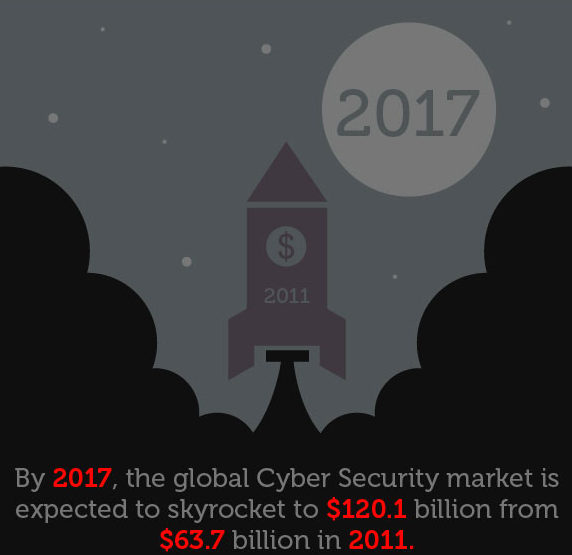 2017
$
2011
By 2017, the global Cyber Security market is
expected to skyrocket to $120.1 billion from
$63.7 billion in 2011.